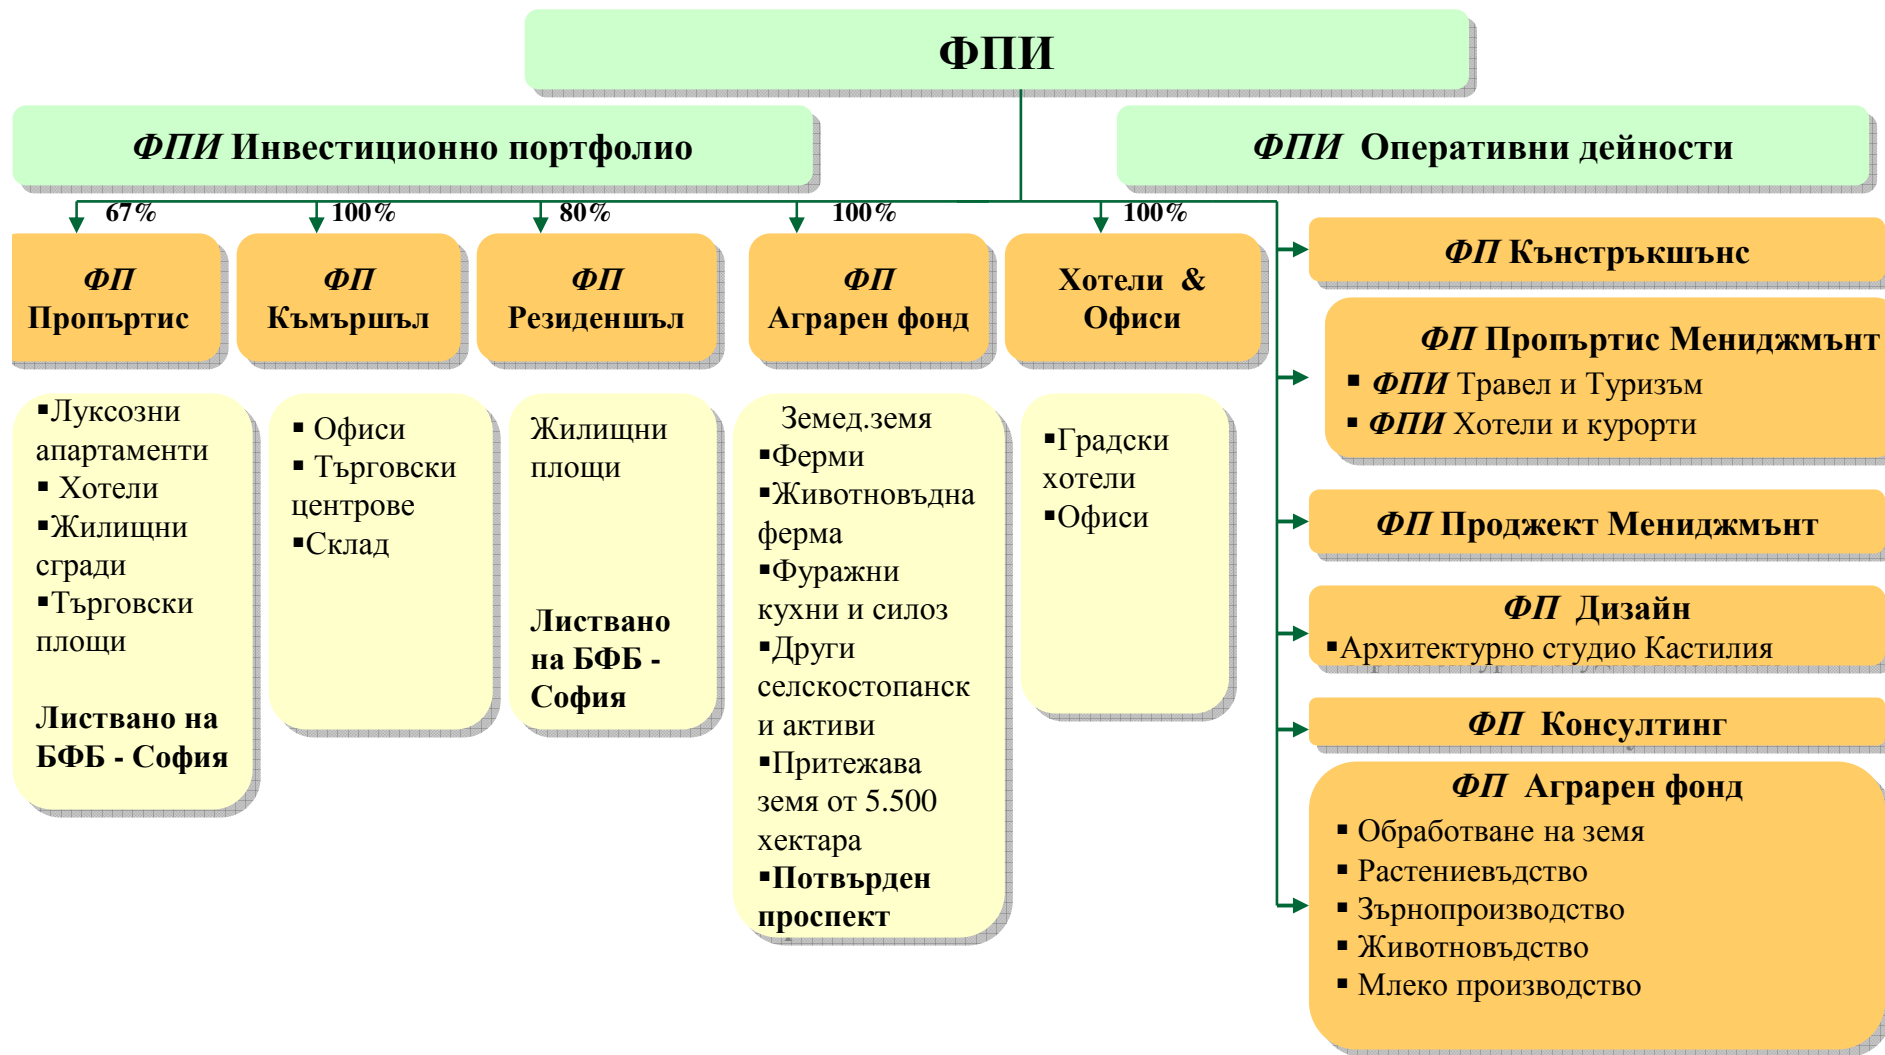 ФПИ
ФПИ Инвестиционно портфолио
ФПИ Оперативни дейности
67%
100%
80%
100%
100%
ФП
Пропъртис
ФП
Къмършъл
ФП
Резиденшъл
ФП
Аграрен фонд
Хотели &
Офиси
▪Луксозни
апартаменти
▪ Хотели
▪Жилищни
сгради
▪Търговски
площи
Листвано на
БФБ - София
▪ Офиси
▪ Търговски
центрове
▪Склад
Жилищни
площи
Листвано
на БФБ -
София
Земед.земя
▪Ферми
▪Животновъдна
ферма
▪Фуражни
кухни и силоз
▪Други
селскостопанск
и активи
▪Притежава
земя от 5.500
хектара
▪Потвърден
проспект
▪Градски
хотели
▪Офиси
ФП Кънстръкшънс
ФП Пропъртис Мениджмънт
▪ ФПИ Травел и Туризъм
▪ ФПИ Хотели и курорти
ФП Проджект Мениджмънт
ФП Дизайн
▪Архитектурно студио Кастилия
ФП Консултинг
ФП Аграрен фонд
▪ Обработване на земя
▪ Растениевъдство
▪ Зърнопроизводство
▪ Животновъдство
▪ Млеко производство